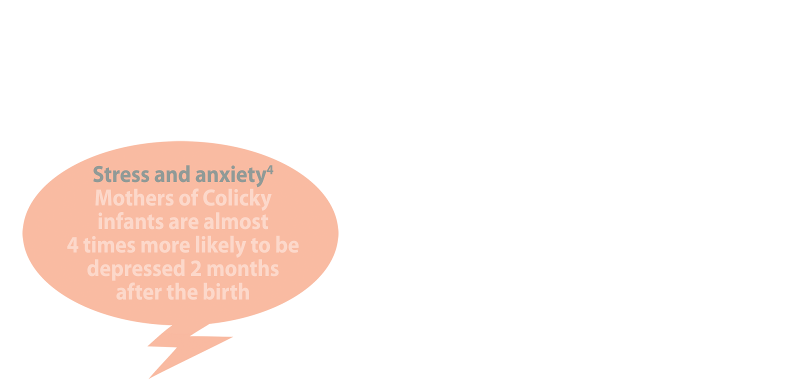 Stress and anxiety⁴
Mothers of Colicky
infants are almost
4 times more likely to be
depressed 2 months
after the birth